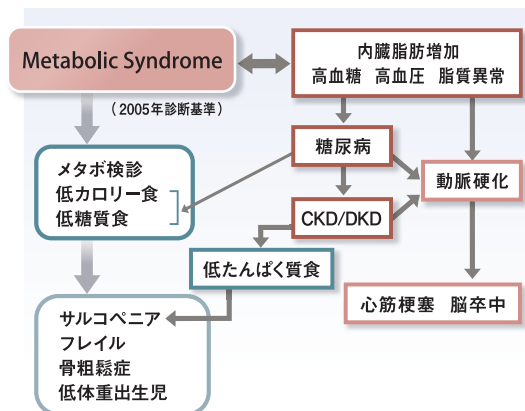 Metabolic Syndrome
内臓脂肪増加
高血糖 高血圧 脂質異常
(2005年診断基準)
糖尿病
メタボ検診
低カロリー食
低糖質食
動脈硬化
CKD/DKD
低たんぱく質食
心筋梗塞 脳卒中
サルコペニア
フレイル
骨粗鬆症
低体重出生児